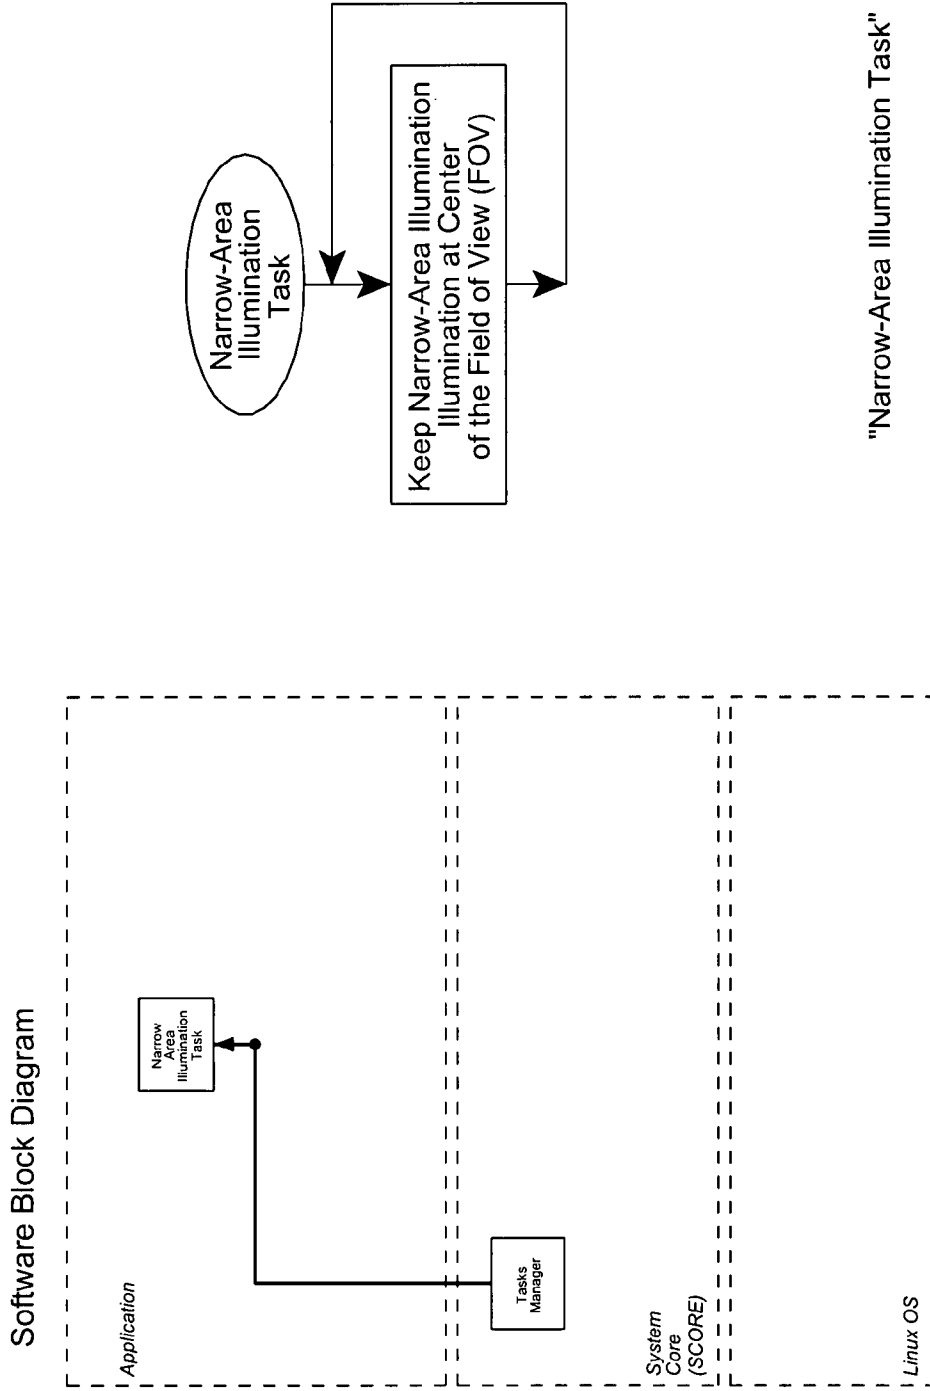 Software Block Diagram
Application
Narrow
Area
Illumination
Task
Tasks
Manager
System
Core
(SCORE)
Linux OS
Narrow-Area
Illumination
Task
Keep Narrow-Area Illumination
Illumination at Center
of the Field of View (FOV)
"Narrow-Area Illumination Task"